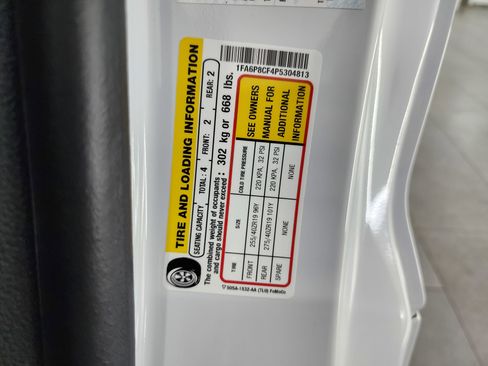 1FA6P8CF4P5304813
TIRE AND LOADING INFORMATION
SEATING CAPACITY TOTAL: 4 FRONT: 2 REAR: 2
The combined weight of occupants
and cargo should never exceed: 302 kg or 668 lbs.
TIRE SIZE COLD TIRE PRESSURE
FRONT 255/40ZR19 96Y 220 KPA, 32 PSI
REAR 275/40ZR19 101Y 220 KPA, 32 PSI
SPARE NONE NONE
SEE OWNERS
MANUAL FOR
ADDITIONAL
INFORMATION